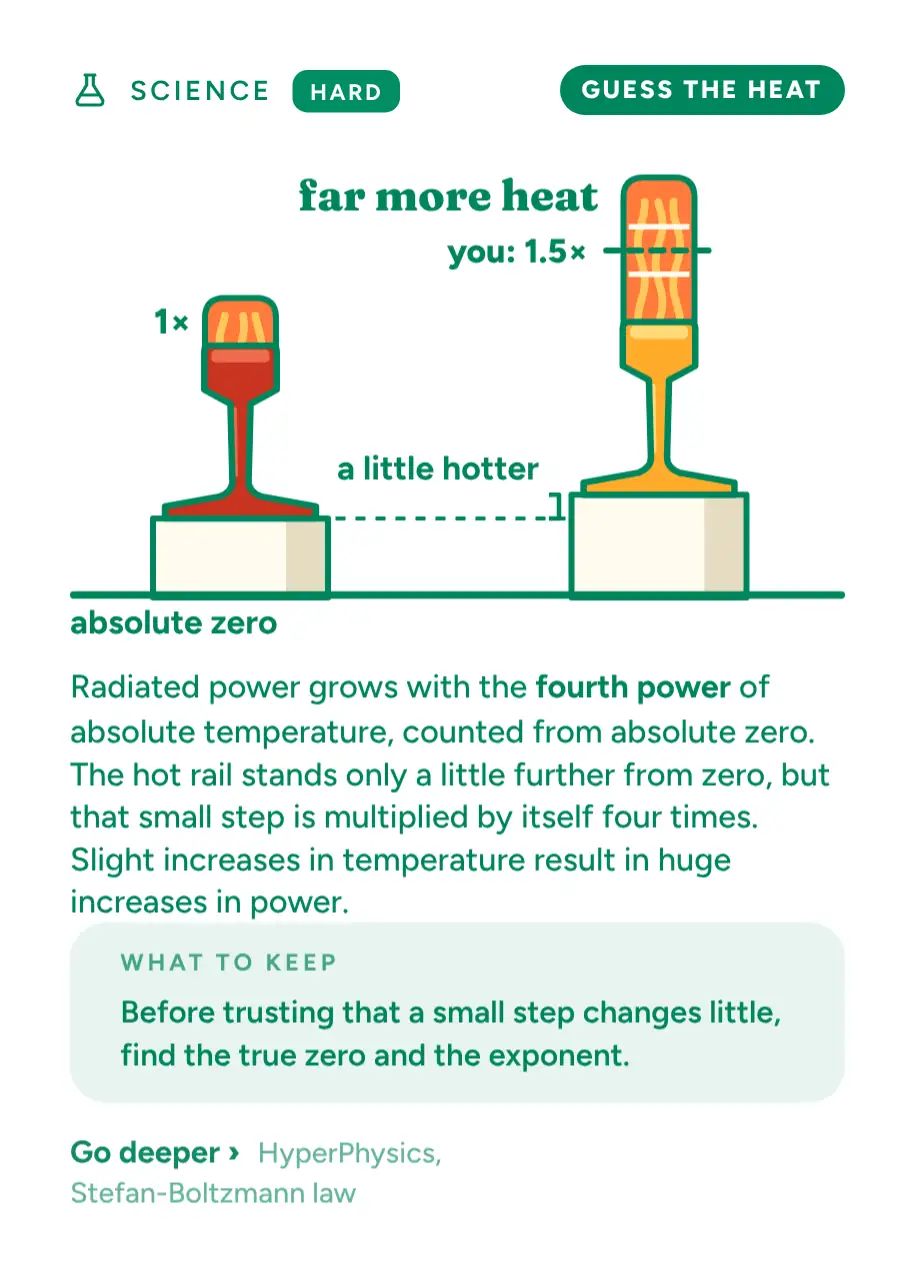 SCIENCE HARD GUESS THE HEAT
far more heat
you: 1.5×
1×
a little hotter
absolute zero
Radiated power grows with the fourth power of
absolute temperature, counted from absolute zero.
The hot rail stands only a little further from zero, but
that small step is multiplied by itself four times.
Slight increases in temperature result in huge
increases in power.
WHAT TO KEEP
Before trusting that a small step changes little,
find the true zero and the exponent.
Go deeper › HyperPhysics,
Stefan-Boltzmann law